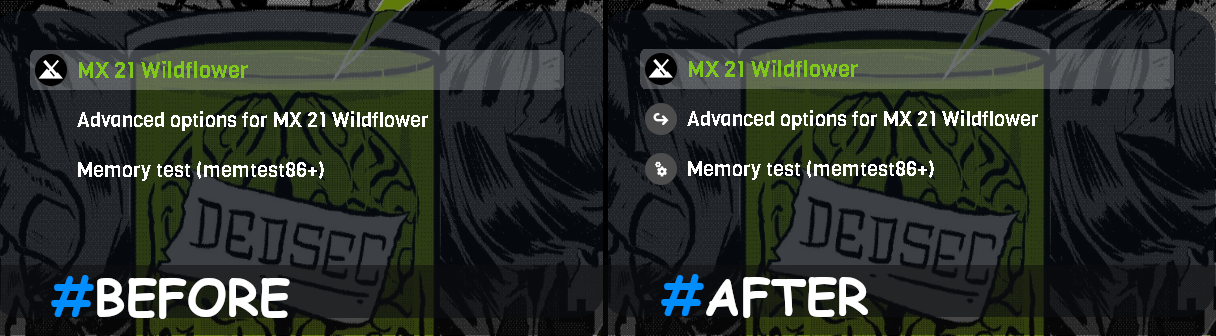 MX 21 Wildflower
Advanced options for MX 21 Wildflower
Memory test (memtest86+)
DEDSEC
#BEFORE
MX 21 Wildflower
Advanced options for MX 21 Wildflower
Memory test (memtest86+)
DEDSEC
#AFTER